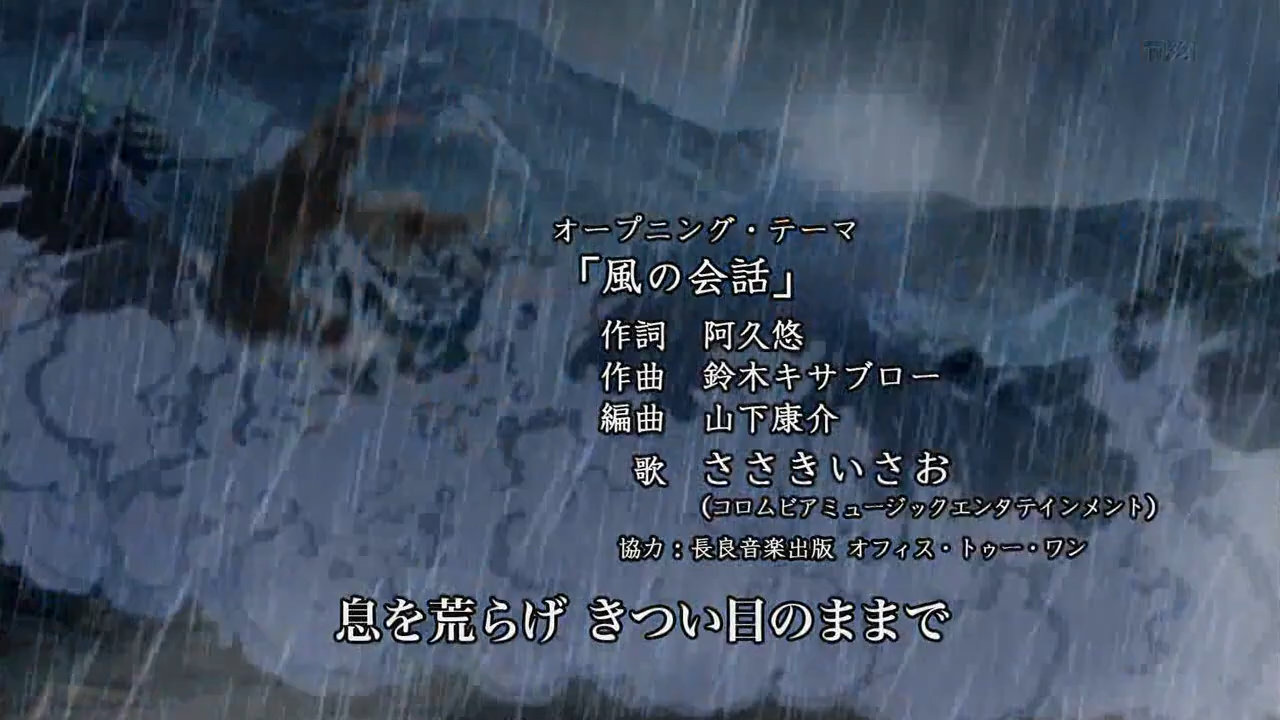 オープニング・テーマ
「風の会話」
作詞 阿久悠
作曲 鈴木キサブロー
編曲 山下康介
歌 ささきいさお
(コロムビアミュージックエンタテインメント)
協力:長良音楽出版 オフィス・トゥー・ワン
息を荒らげ きつい目のままで